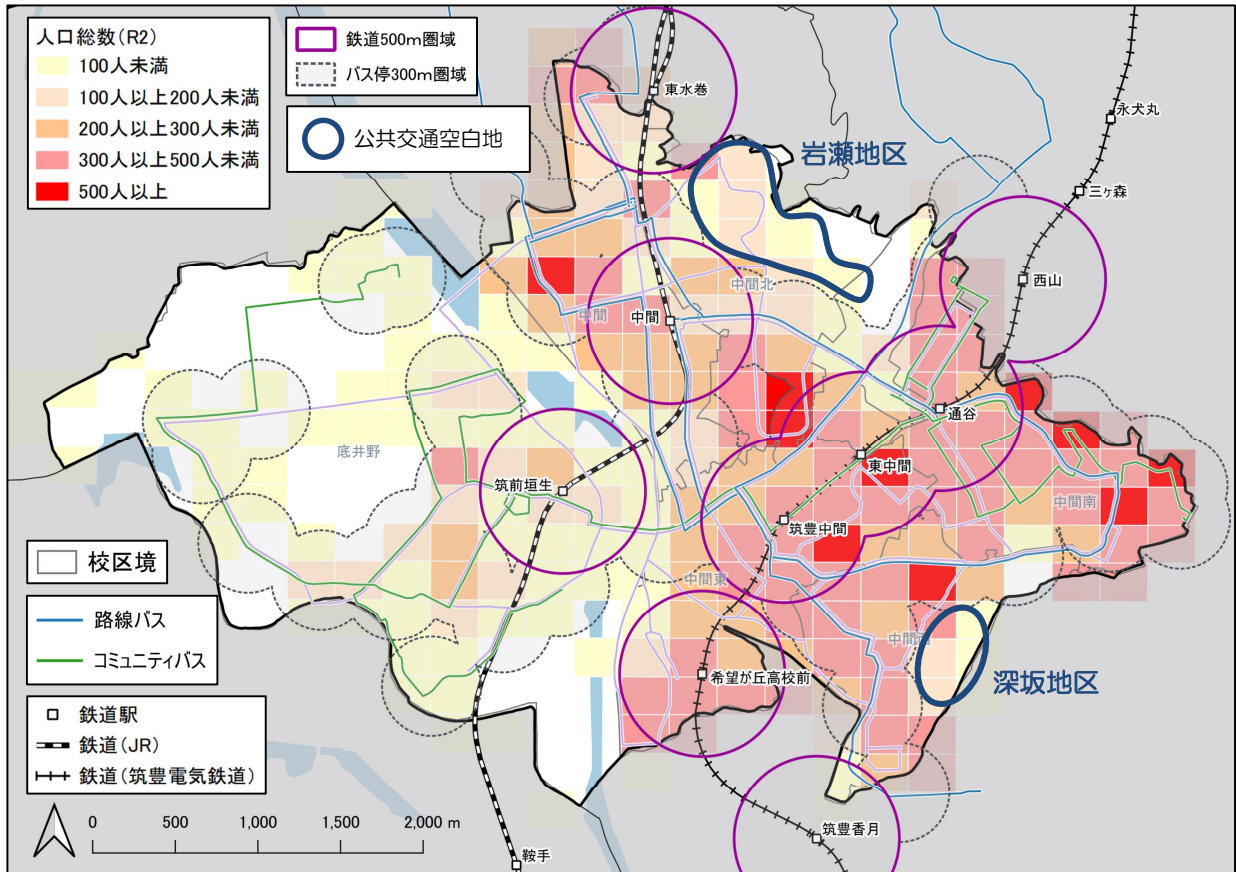 人口総数(R2)
100人未満
100人以上200人未満
200人以上300人未満
300人以上500人未満
500人以上
鉄道500m圏域
バス停300m圏域
公共交通空白地
東水巻
永犬丸
岩瀬地区
三ヶ森
西山
中間北
中間
中間
通谷
底井野
東中間
筑前垣生
中間南
筑豊中間
校区境
中間東
路線バス
コミュニティバス
中間西
希望が丘高校前
深坂地区
鉄道駅
鉄道(JR)
鉄道(筑豊電気鉄道)
0 500 1,000 1,500 2,000 m
筑豊香月
鞍手